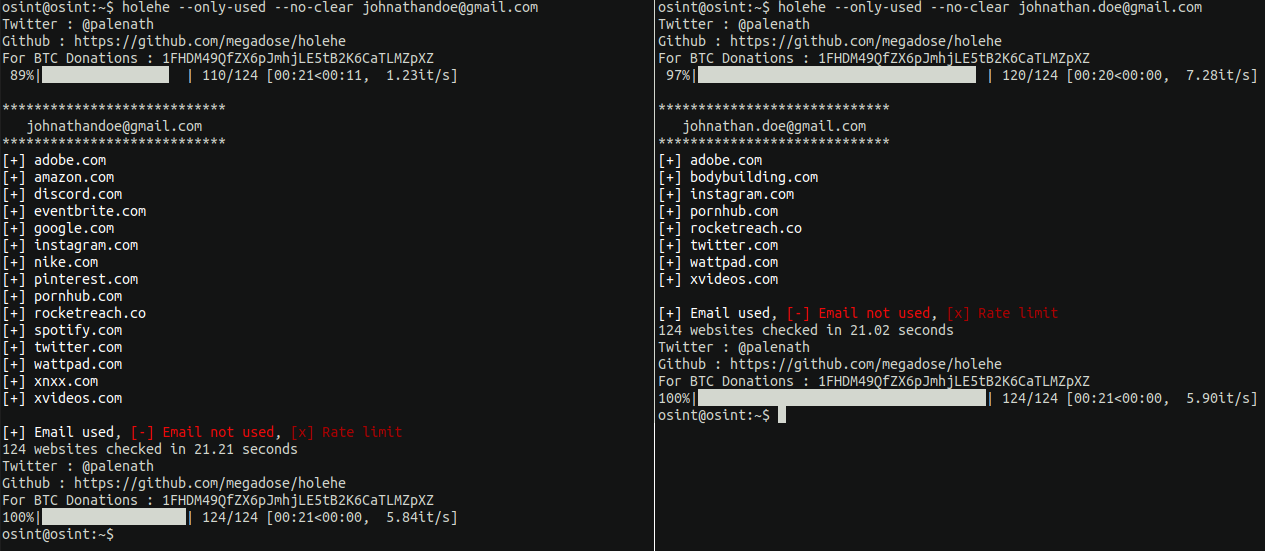 osint@osint:~$ holehe --only-used --no-clear johnathandoe@gmail.com
Twitter : @palenath
Github : https://github.com/megadose/holehe
For BTC Donations : 1FHDM49QfZX6pJmhjLE5tB2K6CaTLMZpXZ
89%| | 110/124 [00:21<00:11, 1.23it/s]
****************************
johnathandoe@gmail.com
****************************
[+] adobe.com
[+] amazon.com
[+] discord.com
[+] eventbrite.com
[+] google.com
[+] instagram.com
[+] nike.com
[+] pinterest.com
[+] pornhub.com
[+] rocketreach.co
[+] spotify.com
[+] twitter.com
[+] wattpad.com
[+] xnxx.com
[+] xvideos.com
[+] Email used, [-] Email not used, [x] Rate limit
124 websites checked in 21.21 seconds
Twitter : @palenath
Github : https://github.com/megadose/holehe
For BTC Donations : 1FHDM49QfZX6pJmhjLE5tB2K6CaTLMZpXZ
100%| | 124/124 [00:21<00:00, 5.84it/s]
osint@osint:~$
osint@osint:~$ holehe --only-used --no-clear johnathan.doe@gmail.com
Twitter : @palenath
Github : https://github.com/megadose/holehe
For BTC Donations : 1FHDM49QfZX6pJmhjLE5tB2K6CaTLMZpXZ
97%| | 120/124 [00:20<00:00, 7.28it/s]
*****************************
johnathan.doe@gmail.com
*****************************
[+] adobe.com
[+] bodybuilding.com
[+] instagram.com
[+] pornhub.com
[+] rocketreach.co
[+] twitter.com
[+] wattpad.com
[+] xvideos.com
[+] Email used, [-] Email not used, [x] Rate limit
124 websites checked in 21.02 seconds
Twitter : @palenath
Github : https://github.com/megadose/holehe
For BTC Donations : 1FHDM49QfZX6pJmhjLE5tB2K6CaTLMZpXZ
100%| | 124/124 [00:21<00:00, 5.90it/s]
osint@osint:~$